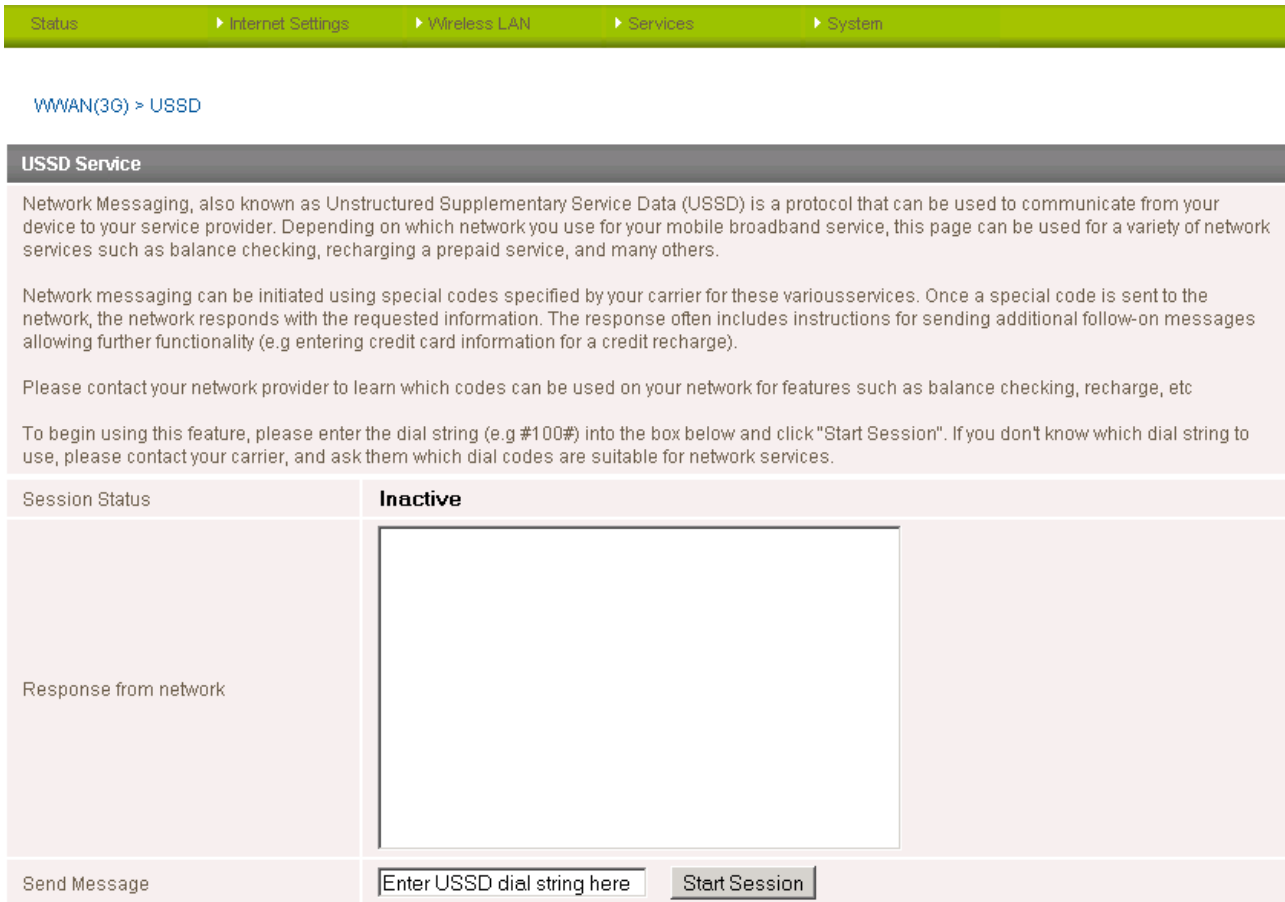 Status Internet Settings Wireless LAN Services System
WWAN(3G) > USSD
USSD Service
Network Messaging, also known as Unstructured Supplementary Service Data (USSD) is a protocol that can be used to communicate from your
device to your service provider. Depending on which network you use for your mobile broadband service, this page can be used for a variety of network
services such as balance checking, recharging a prepaid service, and many others.
Network messaging can be initiated using special codes specified by your carrier for these variousservices. Once a special code is sent to the
network, the network responds with the requested information. The response often includes instructions for sending additional follow-on messages
allowing further functionality (e.g entering credit card information for a credit recharge).
Please contact your network provider to learn which codes can be used on your network for features such as balance checking, recharge, etc
To begin using this feature, please enter the dial string (e.g #100#) into the box below and click "Start Session". If you don't know which dial string to
use, please contact your carrier, and ask them which dial codes are suitable for network services.
Session Status Inactive
Response from network
Send Message Enter USSD dial string here Start Session